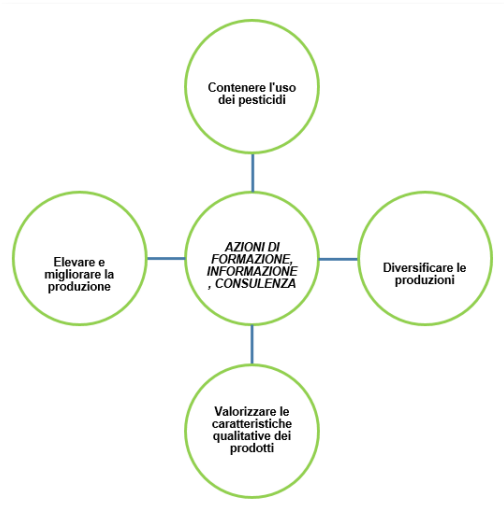 Contenere l'uso
dei pesticidi
Elevare e
migliorare la
produzione
AZIONI DI
FORMAZIONE,
INFORMAZIONE
, CONSULENZA
Diversificare le
produzioni
Valorizzare le
caratteristiche
qualitative dei
prodotti